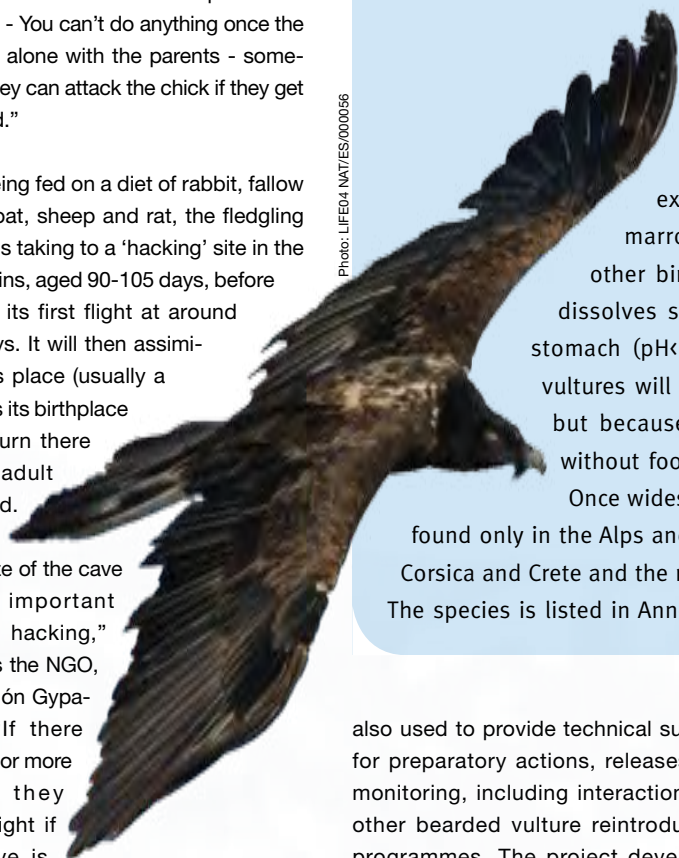 - You can't do anything once the
alone with the parents - some-
ey can attack the chick if they get
d."
ing fed on a diet of rabbit, fallow
oat, sheep and rat, the fledgling
s taking to a 'hacking' site in the
ins, aged 90-105 days, before
its first flight at around
ys. It will then assimi-
s place (usually a
s its birthplace
urn there
adult
d.
ze of the cave
important
hacking,"
s the NGO,
ón Gypa-
If there
or more
they
ight if
ve is
Photo: LIFE04 NAT/ES/000056
ex
marro
other bir
dissolves s
stomach (pH<
vultures will
but because
without foo
Once wides
found only in the Alps and
Corsica and Crete and the r
The species is listed in Ann
also used to provide technical su
for preparatory actions, releases
monitoring, including interaction
other bearded vulture reintrodu
programmes. The project deve